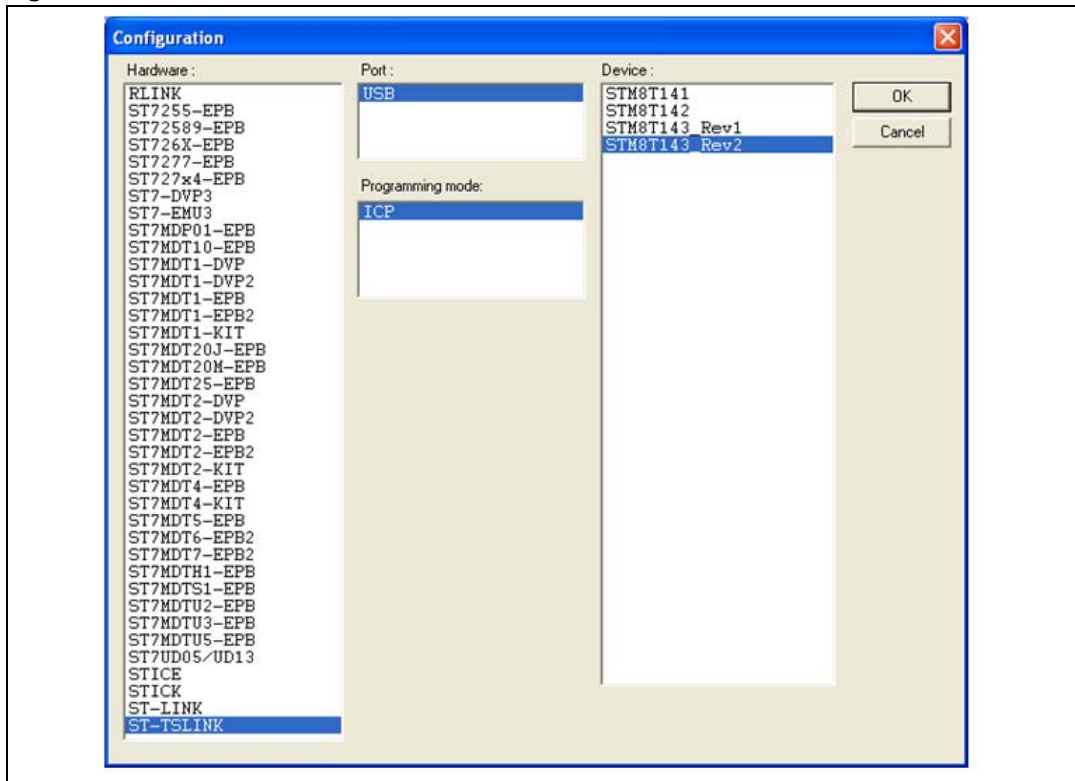 Configuration
Hardware :
RLINK
ST7255-EPB
ST72589-EPB
ST726X-EPB
ST7277-EPB
ST727x4-EPB
ST7-DVP3
ST7-EMU3
ST7MDP01-EPB
ST7MDT10-EPB
ST7MDT1-DVP
ST7MDT1-DVP2
ST7MDT1-EPB
ST7MDT1-EPB2
ST7MDT1-KIT
ST7MDT20J-EPB
ST7MDT20M-EPB
ST7MDT25-EPB
ST7MDT2-DVP
ST7MDT2-DVP2
ST7MDT2-EPB
ST7MDT2-EPB2
ST7MDT2-KIT
ST7MDT4-EPB
ST7MDT4-KIT
ST7MDT5-EPB
ST7MDT6-EPB2
ST7MDT7-EPB2
ST7MDTH1-EPB
ST7MDTS1-EPB
ST7MDTU2-EPB
ST7MDTU3-EPB
ST7MDTU5-EPB
ST7UD05/UD13
STICE
STICK
ST-LINK
ST-TSLINK
Port :
USB
Programming mode:
ICP
Device :
STM8T141
STM8T142
STM8T143_Rev1
STM8T143_Rev2
OK
Cancel